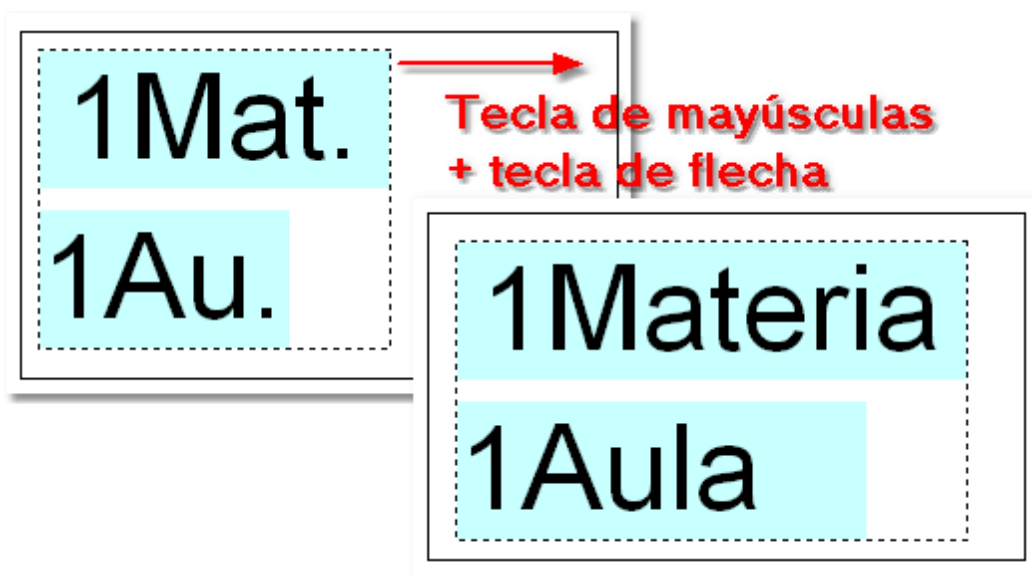 1Mat.
1Au.
Tecla de mayúsculas
+ tecla de flecha
1Materia
1Aula